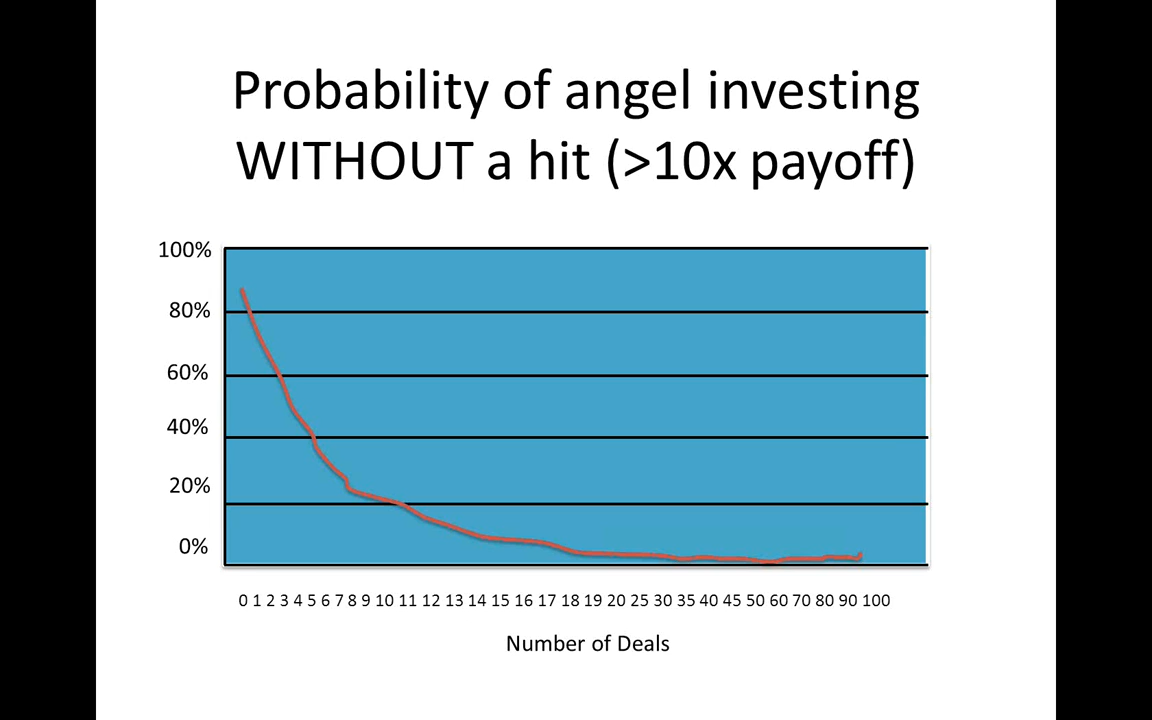 Probability of angel investing
WITHOUT a hit (>10x payoff)
100%
80%
60%
40%
20%
0%
0 1 2 3 4 5 6 7 8 9 10 11 12 13 14 15 16 17 18 19 20 25 30 35 40 45 50 60 70 80 90 100
Number of Deals